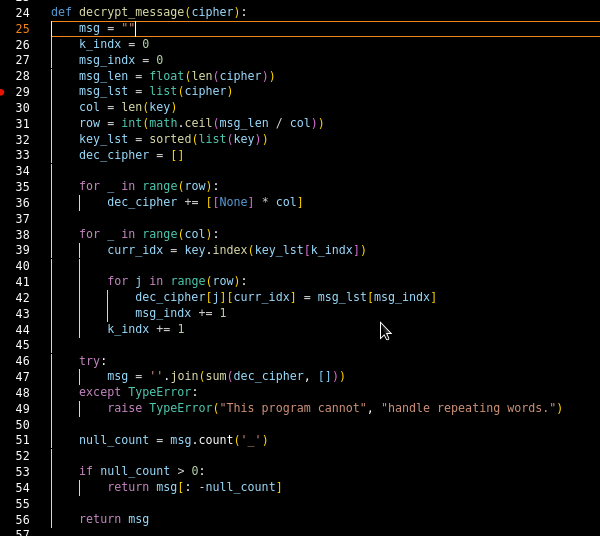 24 def decrypt_message(cipher):
25 msg = ""
26 k_indx = 0
27 msg_indx = 0
28 msg_len = float(len(cipher))
29 msg_lst = list(cipher)
30 col = len(key)
31 row = int(math.ceil(msg_len / col))
32 key_lst = sorted(list(key))
33 dec_cipher = []
34
35 for _ in range(row):
36 dec_cipher += [[None] * col]
37
38 for _ in range(col):
39 curr_idx = key.index(key_lst[k_indx])
40
41 for j in range(row):
42 dec_cipher[j][curr_idx] = msg_lst[msg_indx]
43 msg_indx += 1
44 k_indx += 1
45
46 try:
47 msg = ''.join(sum(dec_cipher, []))
48 except TypeError:
49 raise TypeError("This program cannot", "handle repeating words.")
50
51 null_count = msg.count('_')
52
53 if null_count > 0:
54 return msg[: -null_count]
55
56 return msg
57